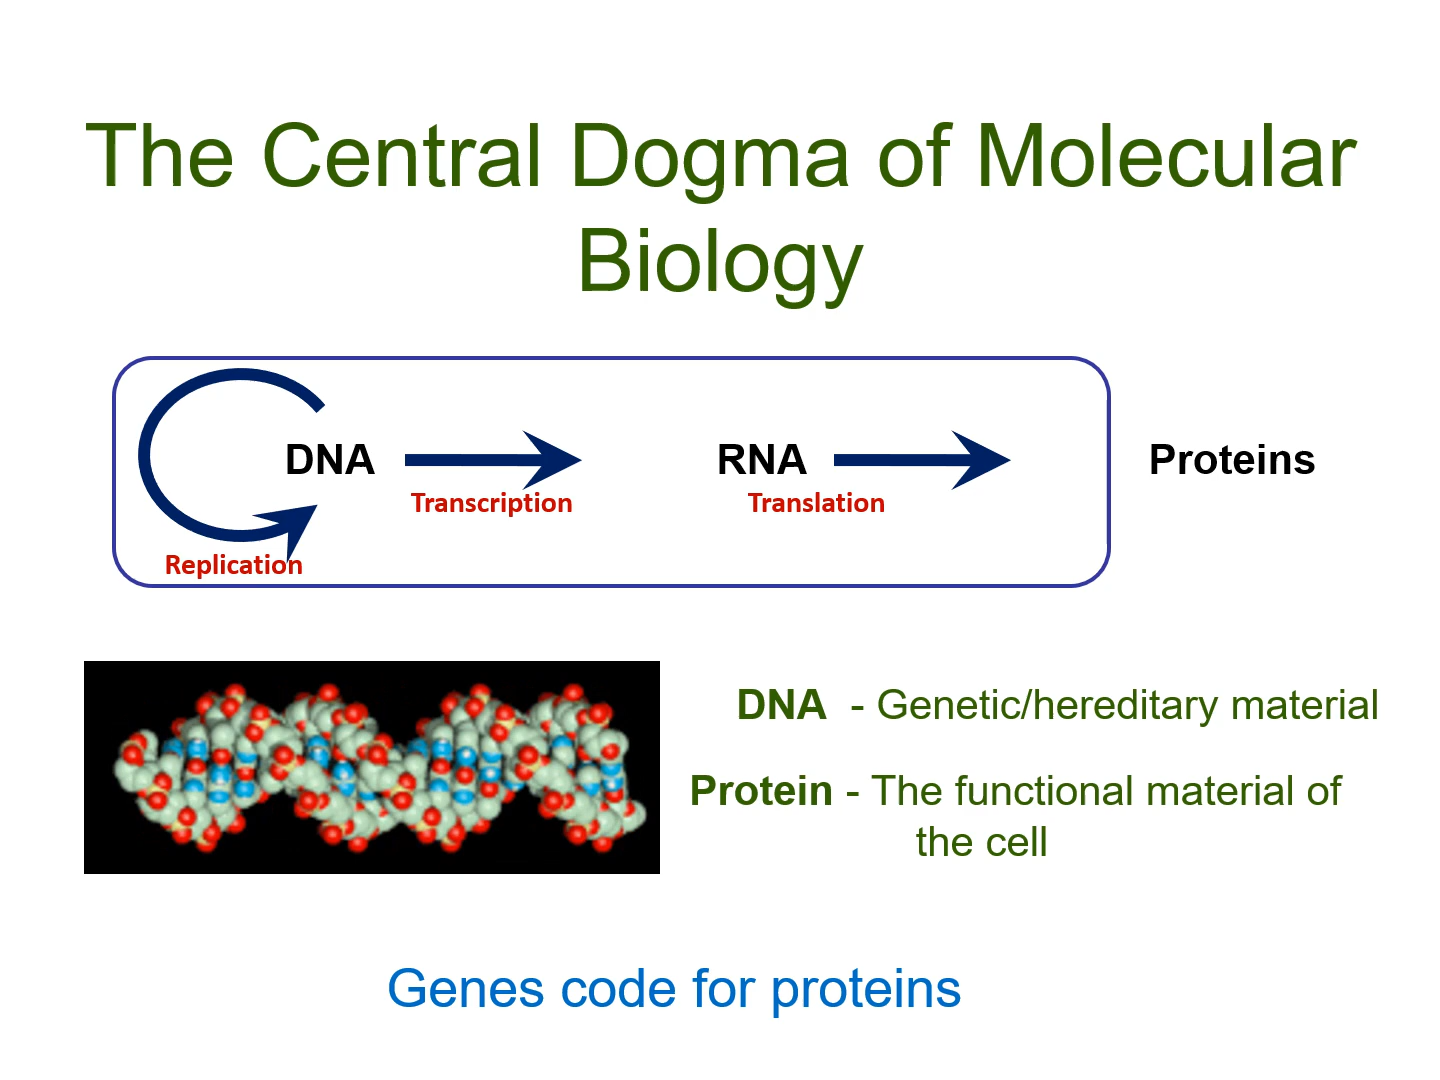 The Central Dogma of Molecular
Biology
DNA
RNA
Proteins
Transcription
Translation
Replication
DNA - Genetic/hereditary material
Protein - The functional material of
the cell
Genes code for proteins